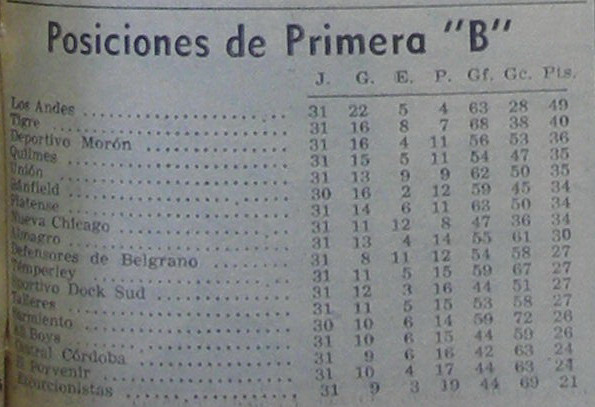 Posiciones de Primera "B"
J. G. E. P. Gf. Gc. Pts.
Los Andes 31 22 5 4 63 28 49
Tigre 31 16 8 7 68 38 40
Deportivo Morón 31 16 4 11 56 53 36
Quilmes 31 15 5 11 54 47 35
Unión 31 13 9 9 62 50 35
Banfield 30 16 2 12 59 45 34
Platense 31 14 6 11 63 50 34
Nueva Chicago 31 11 12 8 47 36 34
Almagro 31 13 4 14 55 61 30
Defensores de Belgrano 31 8 11 12 54 58 27
Temperley 31 11 5 15 59 67 27
Deportivo Dock Sud 31 12 3 16 44 51 27
Talleres 31 11 5 15 53 58 27
Sarmiento 30 10 6 14 59 72 26
All Boys 31 10 6 15 44 59 26
Central Córdoba 31 9 6 16 42 63 24
El Porvenir 31 10 4 17 44 63 24
Excursionistas 31 9 3 19 44 69 21